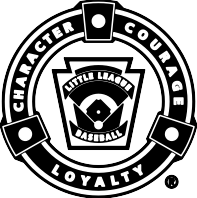 CHARACTER
COURAGE
LOYALTY
LITTLE LEAGUE
BASEBALL
®